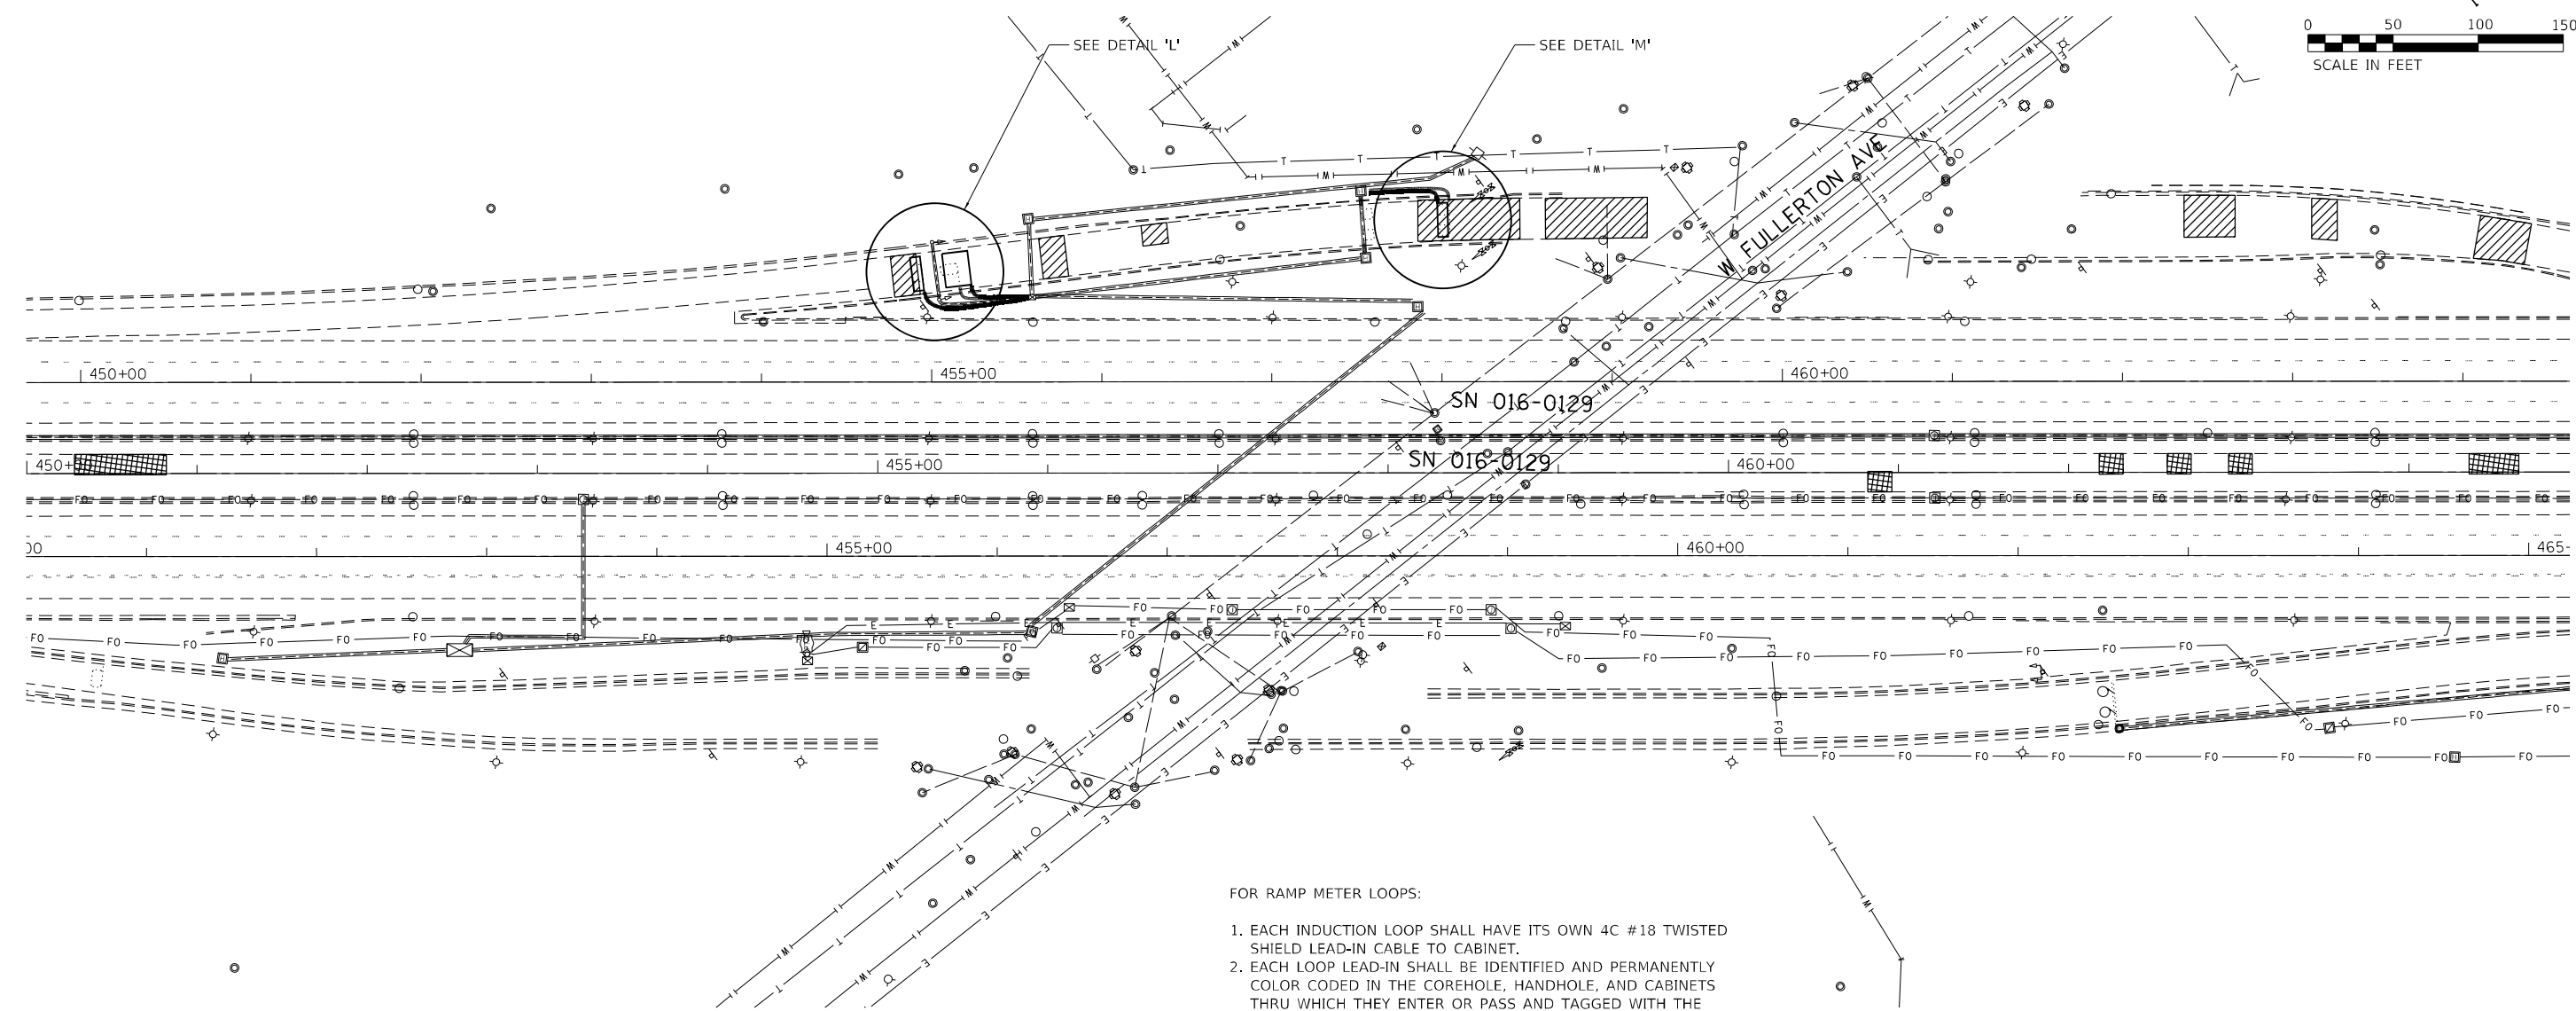 SEE DETAIL 'L'
SEE DETAIL 'M'
0 50 100 150
SCALE IN FEET
W FULLERTON AVE
450+00
455+00
460+00
SN 016-0129
SN 016-0129
455+00
460+00
455+00
460+00
FOR RAMP METER LOOPS:
1. EACH INDUCTION LOOP SHALL HAVE ITS OWN 4C #18 TWISTED
SHIELD LEAD-IN CABLE TO CABINET.
2. EACH LOOP LEAD-IN SHALL BE IDENTIFIED AND PERMANENTLY
COLOR CODED IN THE COREHOLE, HANDHOLE, AND CABINETS
THRU WHICH THEY ENTER OR PASS AND TAGGED WITH THE